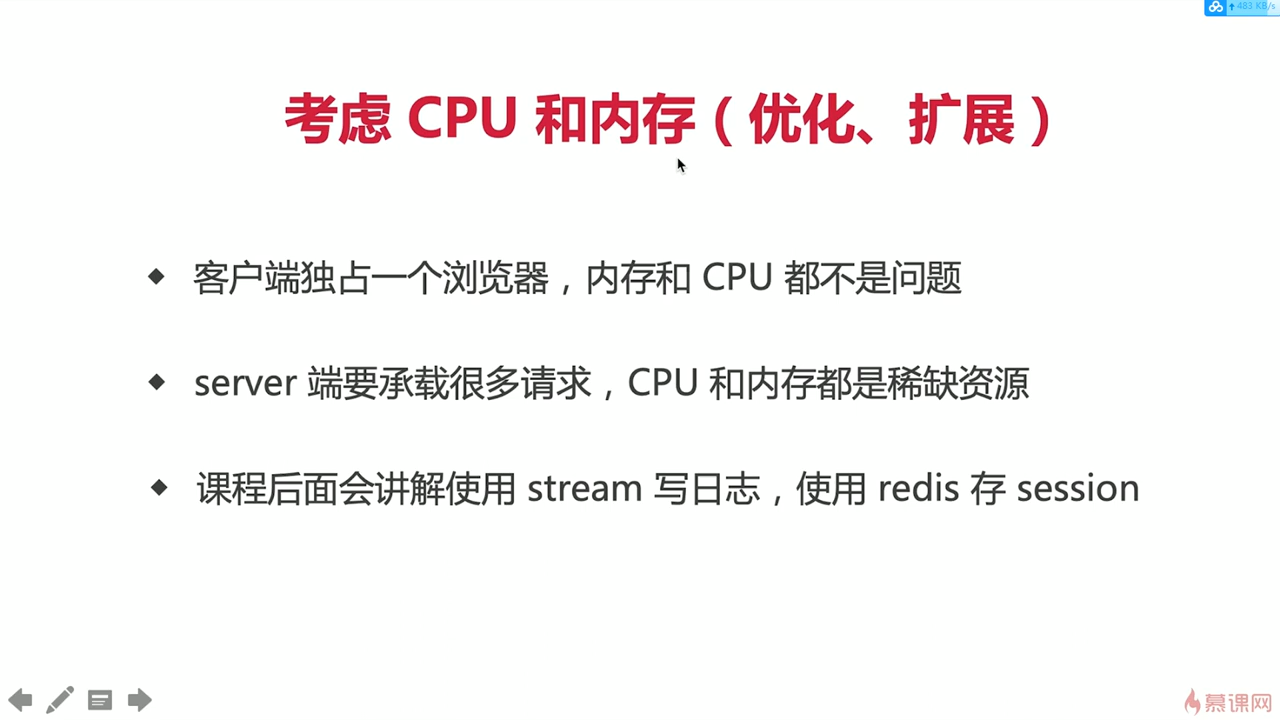 483 KB/s
考虑 CPU 和内存（优化、扩展）
客户端独占一个浏览器，内存和 CPU 都不是问题
server 端要承载很多请求，CPU 和内存都是稀缺资源
课程后面会讲解使用 stream 写日志，使用 redis 存 session
慕课网